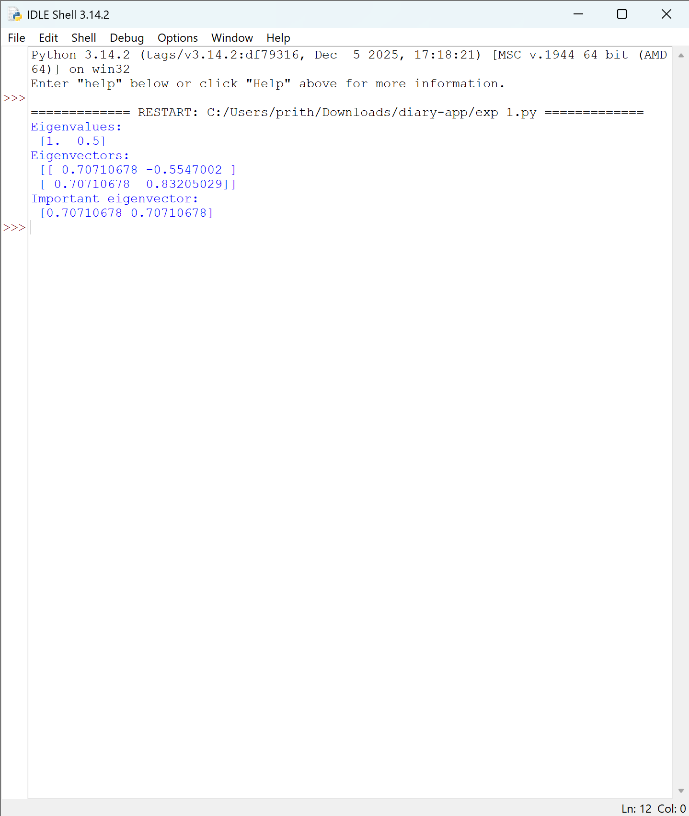 IDLE Shell 3.14.2
File Edit Shell Debug Options Window Help
Python 3.14.2 (tags/v3.14.2:df79316, Dec  5 2025, 17:18:21) [MSC v.1944 64 bit (AMD
64)] on win32
Enter "help" below or click "Help" above for more information.
>>>
============= RESTART: C:/Users/prith/Downloads/diary-app/exp 1.py =============
Eigenvalues:
 [1.  0.5]
Eigenvectors:
 [[ 0.70710678 -0.5547002 ]
 [ 0.70710678  0.83205029]]
Important eigenvector:
 [0.70710678 0.70710678]
>>>
Ln: 12 Col: 0